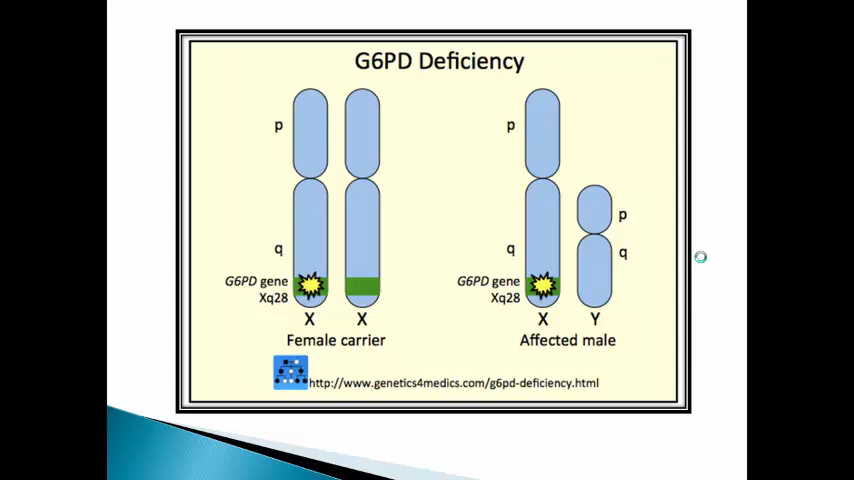 G6PD Deficiency
p
p
q
p
q
q
G6PD gene
Xq28
G6PD gene
Xq28
X
X
X
Y
Female carrier
Affected male
http://www.genetics4medics.com/g6pd-deficiency.html